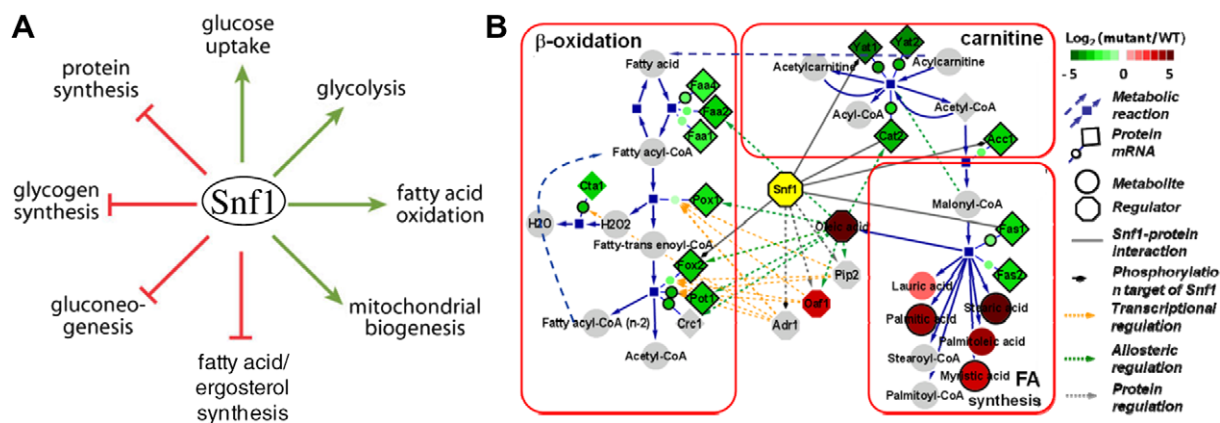 A
glucose
uptake
protein
synthesis
glycolysis
glycogen
synthesis
Snf1
fatty acid
oxidation
gluconeo-
genesis
mitochondrial
biogenesis
fatty acid/
ergosterol
synthesis
B
β-oxidation
Fatty acid
Faa4
Faa2
Faa1
Fatty acyl-CoA
Cta1
H2O
H2O2
Pox1
Fatty-trans enoyl-CoA
Fox2
Pot1
Fatty acyl-CoA (n-2)
Crc1
Acetyl-CoA
carnitine
Yat1
Yat2
Acetylcarnitine
Acylcarnitine
Acyl-CoA
Acetyl-CoA
Cat2
Acc1
Snf1
Malonyl-CoA
Oleic acid
Fas1
Pip2
Fas2
Oaf1
Adr1
Lauric acid
Stearic acid
Palmitic acid
Palmitoleic acid
Stearoyl-CoA
Myristic acid
Palmitoyl-CoA
FA
synthesis
Log2 (mutant/WT)
-5 0 5
Metabolic
reaction
Protein
mRNA
Metabolite
Regulator
Snf1-protein
interaction
Phosphorylatio
n target of Snf1
Transcriptional
regulation
Allosteric
regulation
Protein
regulation